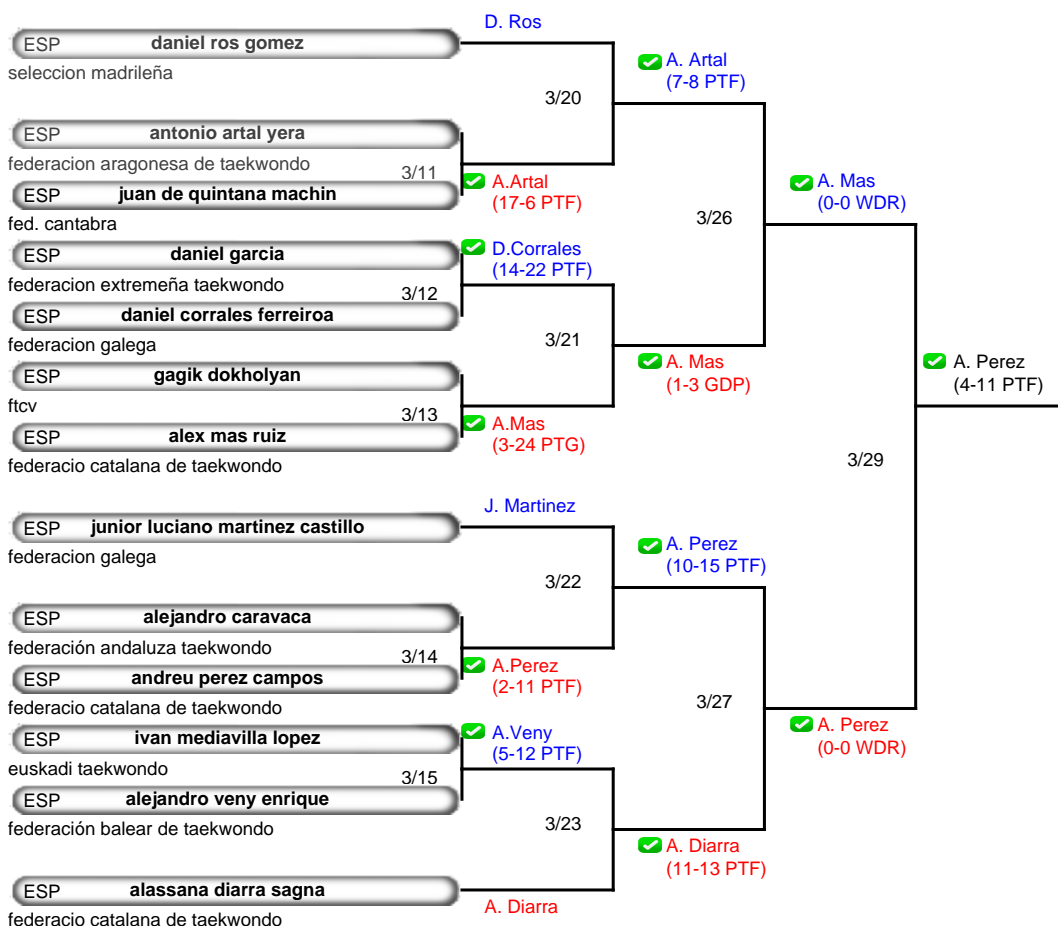 D. Ros
ESP daniel ros gomez
seleccion madrileña
A. Artal
(7-8 PTF)
3/20
ESP antonio artal yera
federacion aragonesa de taekwondo
3/11
A.Artal
(17-6 PTF)
ESP juan de quintana machin
fed. cantabra
A. Mas
(0-0 WDR)
3/26
ESP daniel garcia
federacion extremeña taekwondo
D.Corrales
(14-22 PTF)
3/12
ESP daniel corrales ferreiroa
federacion galega
3/21
A. Mas
(1-3 GDP)
ESP gagik dokholyan
ftcv
3/13
A.Mas
(3-24 PTG)
ESP alex mas ruiz
federacio catalana de taekwondo
A. Perez
(4-11 PTF)
3/29
J. Martinez
ESP junior luciano martinez castillo
federacion galega
A. Perez
(10-15 PTF)
3/22
ESP alejandro caravaca
federación andaluza taekwondo
3/14
A.Perez
(2-11 PTF)
ESP andreu perez campos
federacio catalana de taekwondo
3/27
A. Perez
(0-0 WDR)
ESP ivan mediavilla lopez
euskadi taekwondo
A.Veny
(5-12 PTF)
3/15
ESP alejandro veny enrique
federación balear de taekwondo
3/23
A. Diarra
(11-13 PTF)
ESP alassana diarra sagna
federacio catalana de taekwondo
A. Diarra